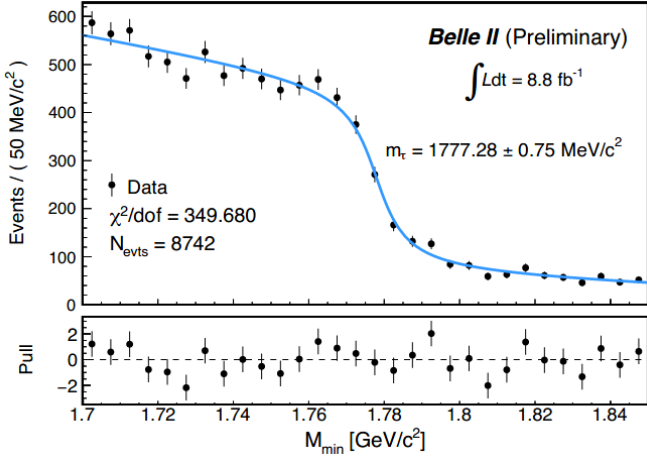 600
500
400
300
200
100
0
Events / ( 50 MeV/c² )
Belle II (Preliminary)
∫Ldt = 8.8 fb⁻¹
m_τ = 1777.28 ± 0.75 MeV/c²
Data
χ²/dof = 349.680
N_evts = 8742
2
0
−2
Pull
1.7 1.72 1.74 1.76 1.78 1.8 1.82 1.84
M_min [GeV/c²]